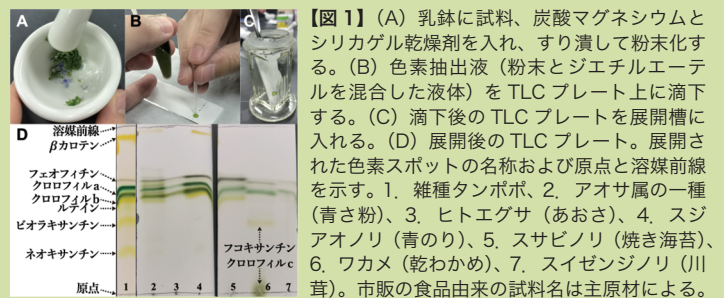 A
B
C
D
溶媒前線
βカロテン
フェオフィチン
クロロフィルa
クロロフィルb
ルテイン
ビオラキサンチン
ネオキサンチン
原点
フコキサンチン
クロロフィルc
1 2 3 4 5 6 7
【図1】(A)乳鉢に試料、炭酸マグネシウムと
シリカゲル乾燥剤を入れ、すり潰して粉末化す
る。(B)色素抽出液(粉末とジエチルエーテ
ルを混合した液体)をTLCプレート上に滴下
する。(C)滴下後のTLCプレートを展開槽に
入れる。(D)展開後のTLCプレート。展開さ
れた色素スポットの名称および原点と溶媒前線
を示す。1. 雑種タンポポ、2. アオサ属の一種
(青さ粉)、3. ヒトエグサ(あおさ)、4. スジ
アオノリ(青のり)、5. スサビノリ(焼き海苔)、
6. ワカメ(乾わかめ)、7. スイゼンジノリ(川
茸)。市販の食品由来の試料名は主原材による。